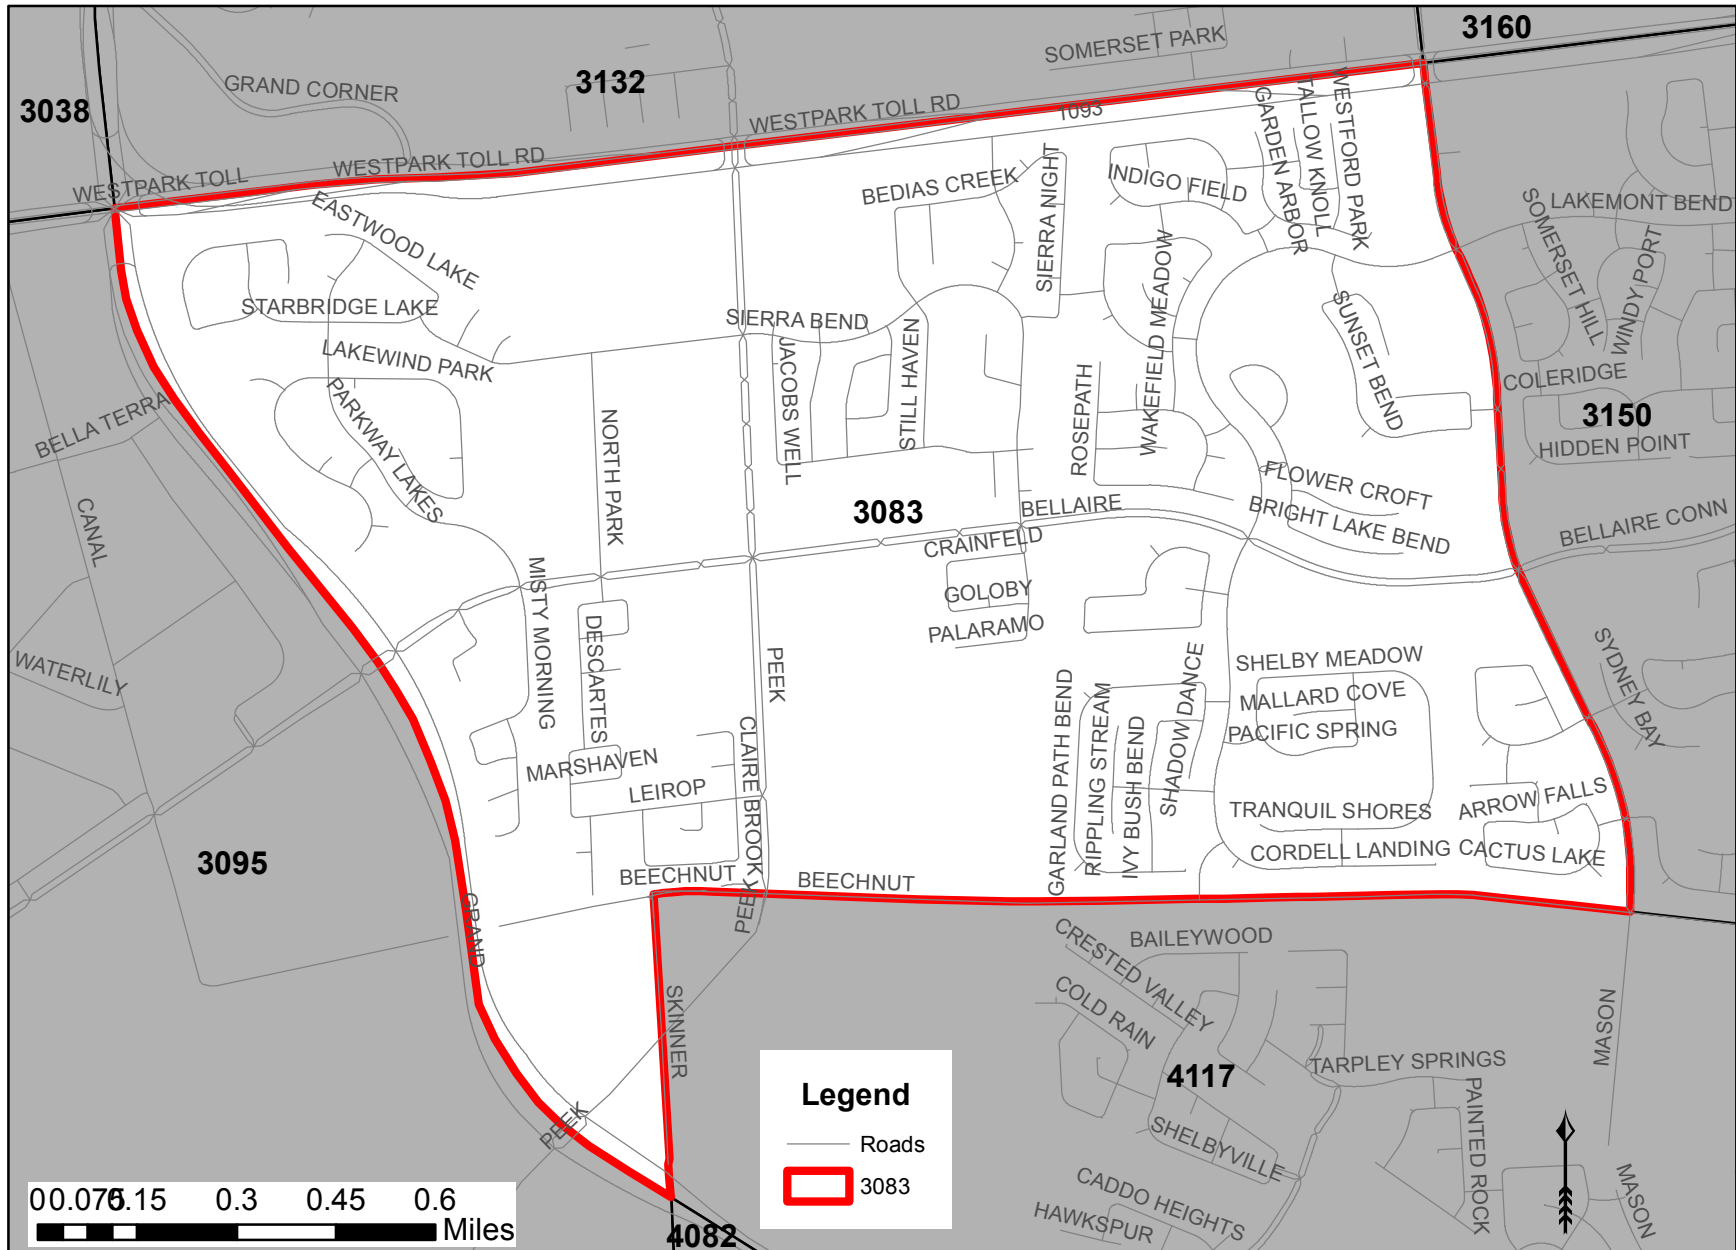 3160
SOMERSET PARK
3132
GRAND CORNER
3038
WESTPARK TOLL RD
1093
WESTPARK TOLL RD
WESTPARK TOLL
GARDEN ARBOR
TALLOW KNOLL
WESTFORD PARK
BEDIAS CREEK
SIERRA NIGHT
INDIGO FIELD
LAKEMONT BEND
SOMERSET HILL
WINDY PORT
EASTWOOD LAKE
STARBRIDGE LAKE
SIERRA BEND
WAKEFIELD MEADOW
SUNSET BEND
LAKEWIND PARK
JACOBS WELL
STILL HAVEN
ROSEPATH
COLERIDGE
3150
HIDDEN POINT
BELLA TERRA
PARKWAY LAKES
NORTH PARK
FLOWER CROFT
BRIGHT LAKE BEND
BELLAIRE
3083
CANAL
CRAINFELD
BELLAIRE CONN
GOLOBY
PALARAMO
MISTY MORNING
DESCARTES
PEEK
WATERLILY
SHELBY MEADOW
MALLARD COVE
PACIFIC SPRING
SYDNEY BAY
GARLAND PATH BEND
RIPPLING STREAM
IVY BUSH BEND
SHADOW DANCE
CLAIRE BROOK
MARSHAVEN
LEIROP
TRANQUIL SHORES
ARROW FALLS
CORDELL LANDING
CACTUS LAKE
3095
BEECHNUT
BEECHNUT
PEEK
GRAND
BAILEYWOOD
CRESTED VALLEY
COLD RAIN
SKINNER
MASON
4117
TARPLEY SPRINGS
PAINTED ROCK
SHELBYVILLE
PEEK
CADDO HEIGHTS
HAWKSPUR
MASON
4082
Legend
Roads
3083
0 0.075 0.15 0.3 0.45 0.6
Miles